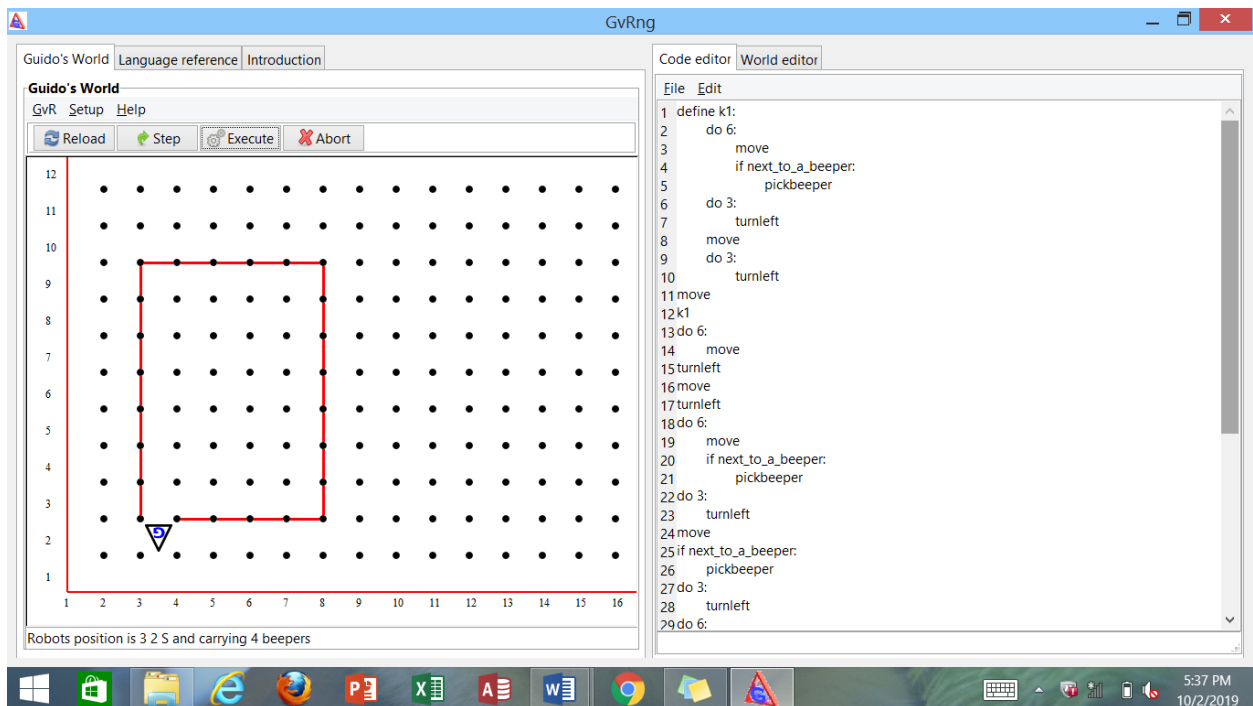 GvRng
Guido's World Language reference Introduction
Guido's World
GvR Setup Help
Reload Step Execute Abort
12
11
10
9
8
7
6
5
4
3
2
1
G
1 2 3 4 5 6 7 8 9 10 11 12 13 14 15 16
Robots position is 3 2 S and carrying 4 beepers
Code editor World editor
File Edit
1 define k1:
2 do 6:
3 move
4 if next_to_a_beeper:
5 pickbeeper
6 do 3:
7 turnleft
8 move
9 do 3:
10 turnleft
11 move
12 k1
13 do 6:
14 move
15 turnleft
16 move
17 turnleft
18 do 6:
19 move
20 if next_to_a_beeper:
21 pickbeeper
22 do 3:
23 turnleft
24 move
25 if next_to_a_beeper:
26 pickbeeper
27 do 3:
28 turnleft
29 do 6:
5:37 PM
10/2/2019